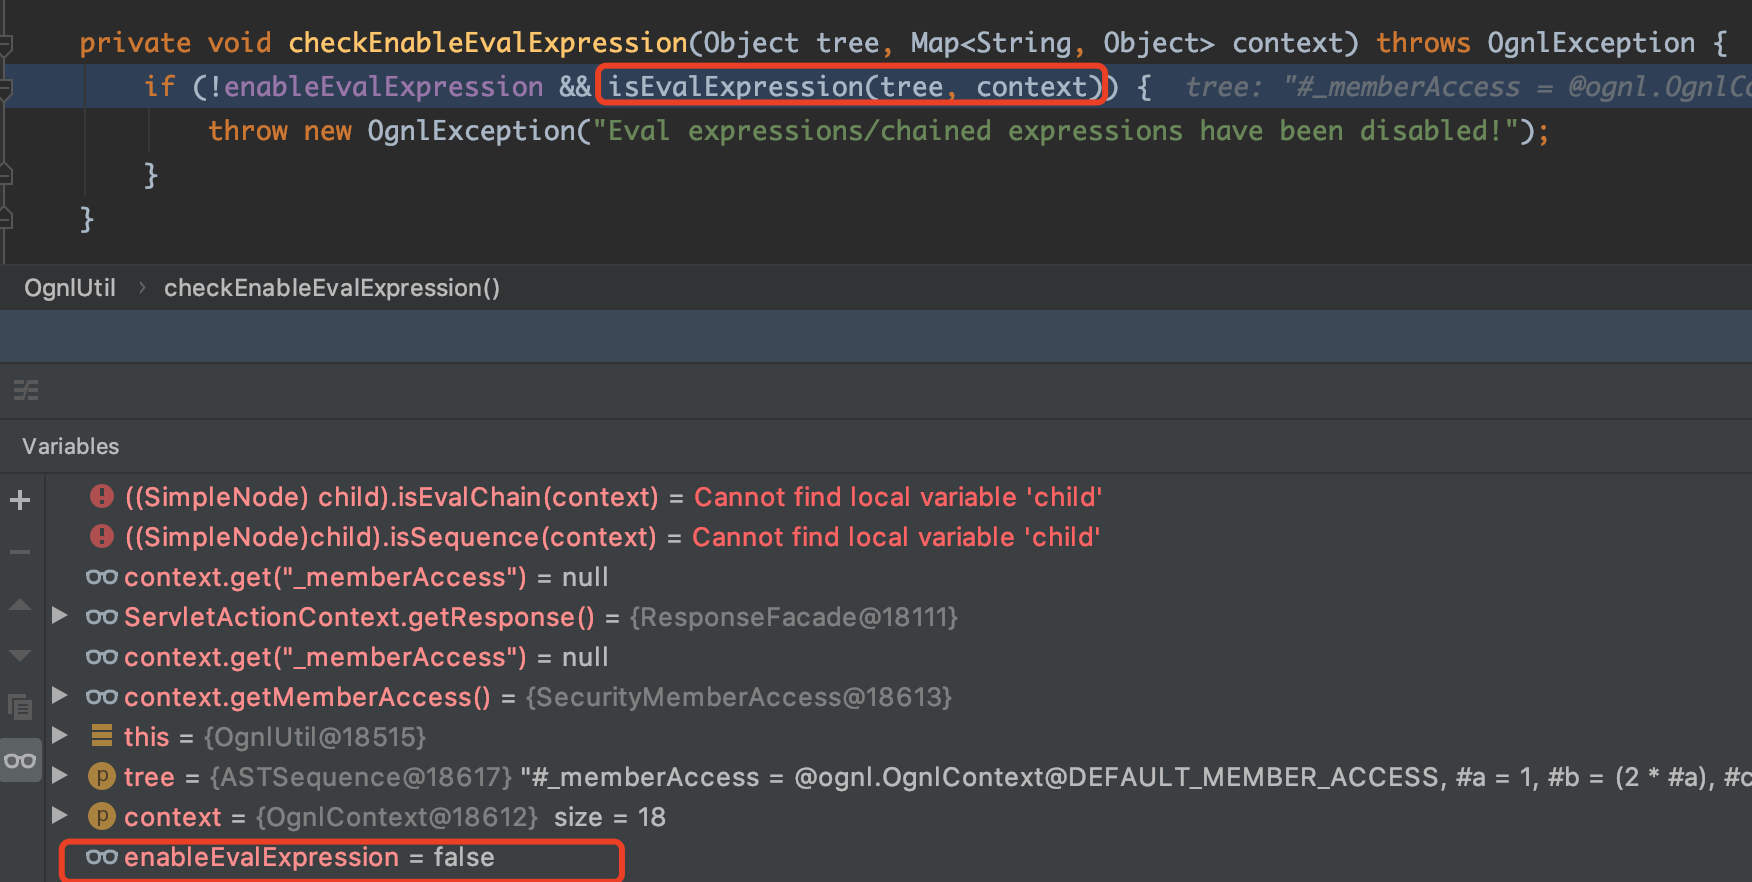 private void checkEnableEvalExpression(Object tree, Map<String, Object> context) throws OgnlException {
if (!enableEvalExpression && isEvalExpression(tree, context)) { tree: "#_memberAccess = @ognl.OgnlCo
throw new OgnlException("Eval expressions/chained expressions have been disabled!");
}
}
OgnlUtil › checkEnableEvalExpression()
Variables
((SimpleNode) child).isEvalChain(context) = Cannot find local variable 'child'
((SimpleNode)child).isSequence(context) = Cannot find local variable 'child'
context.get("_memberAccess") = null
ServletActionContext.getResponse() = {ResponseFacade@18111}
context.get("_memberAccess") = null
context.getMemberAccess() = {SecurityMemberAccess@18613}
this = {OgnlUtil@18515}
p tree = {ASTSequence@18617} "#_memberAccess = @ognl.OgnlContext@DEFAULT_MEMBER_ACCESS, #a = 1, #b = (2 * #a), #c
p context = {OgnlContext@18612} size = 18
enableEvalExpression = false